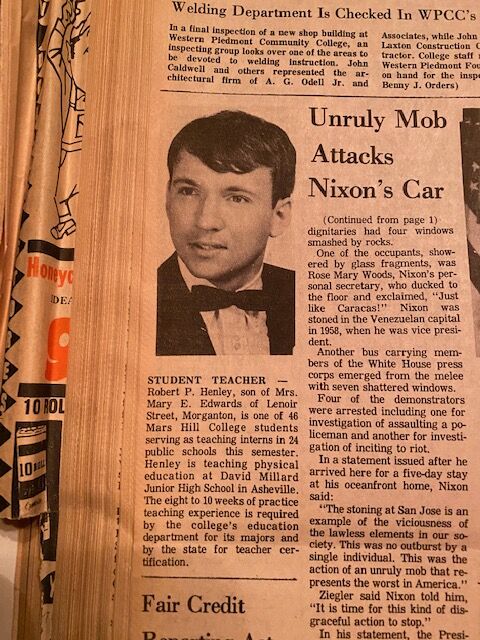 Welding Department Is Checked In WPCC's
In a final inspection of a new shop building at
Western Piedmont Community College, an
inspecting group looks over one of the areas to
be devoted to welding instruction. John
Caldwell and others represented the ar-
chitectural firm of A. G. Odell Jr. and
Associates, while John
Laxton Construction C
tractor. College staff
Western Piedmont Fou
on hand for the inspe
Benny J. Orders)
Unruly Mob
Attacks
Nixon's Car
(Continued from page 1)
dignitaries had four windows
smashed by rocks.
One of the occupants, show-
ered by glass fragments, was
Rose Mary Woods, Nixon's per-
sonal secretary, who ducked to
the floor and exclaimed, "Just
like Caracas!" Nixon was
stoned in the Venezuelan capital
in 1958, when he was vice presi-
dent.
Another bus carrying mem-
bers of the White House press
corps emerged from the melee
with seven shattered windows.
Four of the demonstrators
were arrested including one for
investigation of assaulting a po-
liceman and another for investi-
gation of inciting to riot.
In a statement issued after he
arrived here for a five-day stay
at his oceanfront home, Nixon
said:
"The stoning at San Jose is an
example of the viciousness of
the lawless elements in our so-
ciety. This was no outburst by a
single individual. This was the
action of an unruly mob that re-
presents the worst in America."
Ziegler said Nixon told him,
"It is time for this kind of dis-
graceful action to stop."
In his statement, the Presi-
STUDENT TEACHER —
Robert P. Henley, son of Mrs.
Mary E. Edwards of Lenoir
Street, Morganton, is one of 46
Mars Hill College students
serving as teaching interns in 24
public schools this semester.
Henley is teaching physical
education at David Millard
Junior High School in Asheville.
The eight to 10 weeks of practice
teaching experience is required
by the college's education
department for its majors and
by the state for teacher cer-
tification.
Fair Credit
Reporting Act
Honeyc
IDEA
9
10 ROL
10